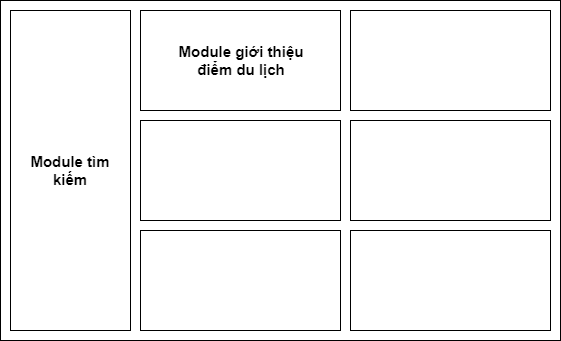 Module giới thiệu
điểm du lịch
Module tìm
kiếm